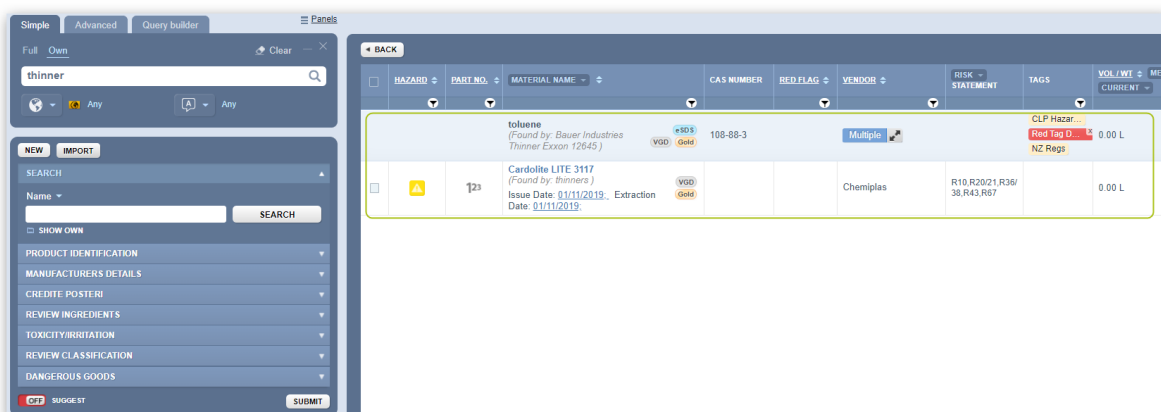 Simple Advanced Query builder Panels
Full Own Clear
thinner
Any A Any
NEW IMPORT
SEARCH
Name
SEARCH
SHOW OWN
PRODUCT IDENTIFICATION
MANUFACTURERS DETAILS
CREDITE POSTERI
REVIEW INGREDIENTS
TOXICITY/IRRITATION
REVIEW CLASSIFICATION
DANGEROUS GOODS
OFF SUGGEST SUBMIT
BACK
HAZARD PART NO. MATERIAL NAME CAS NUMBER RED FLAG VENDOR RISK STATEMENT TAGS VOL / WT CURRENT ME
toluene
(Found by: Bauer Industries
Thinner Exxon 12645 )
eSDS
VGD Gold
108-88-3
Multiple
CLP Hazar...
Red Tag D... x
NZ Regs
0.00 L
123
Cardolite LITE 3117
(Found by: thinners )
Issue Date: 01/11/2019; Extraction
Date: 01/11/2019;
VGD
Gold
Chemiplas
R10,R20/21,R36/
38,R43,R67
0.00 L